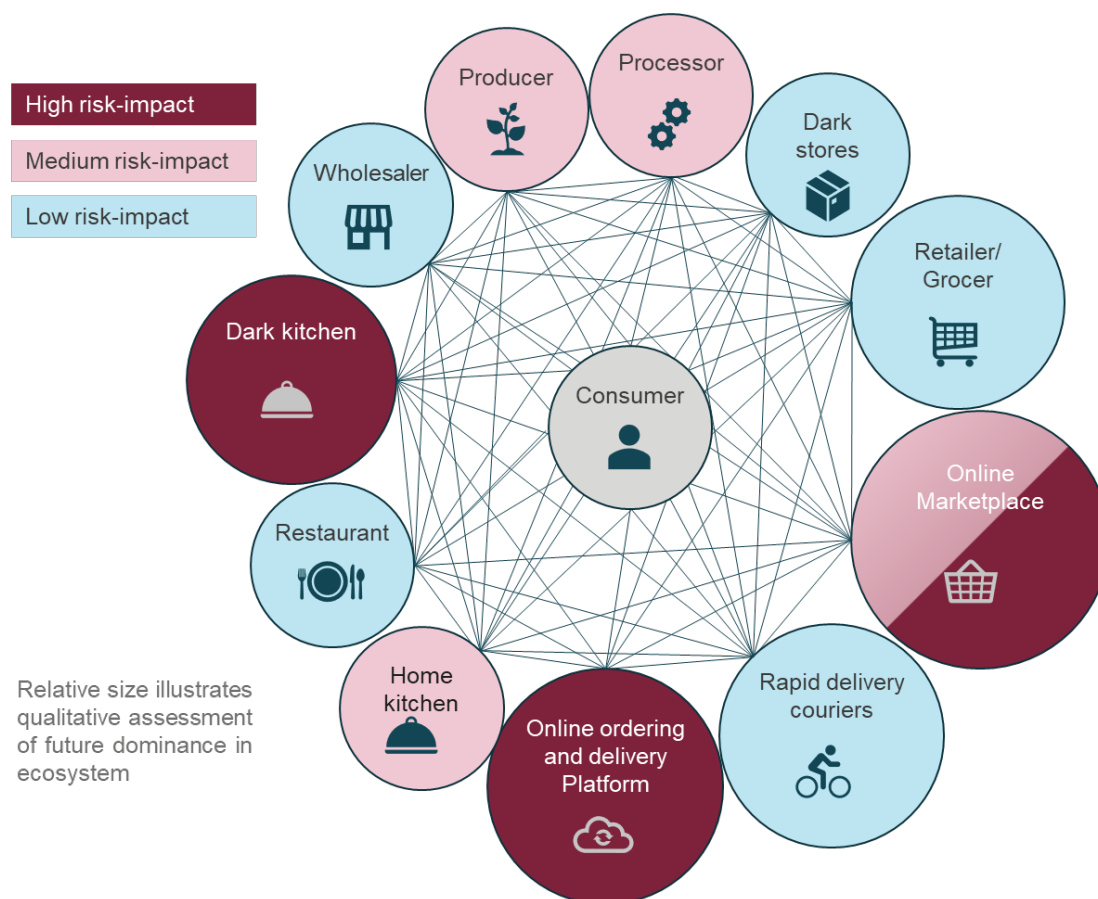 High risk-impact
Medium risk-impact
Low risk-impact
Producer
Processor
Dark
stores
Wholesaler
Retailer/
Grocer
Dark kitchen
Consumer
Online
Marketplace
Restaurant
Home
kitchen
Rapid delivery
couriers
Online ordering
and delivery
Platform
Relative size illustrates
qualitative assessment
of future dominance in
ecosystem